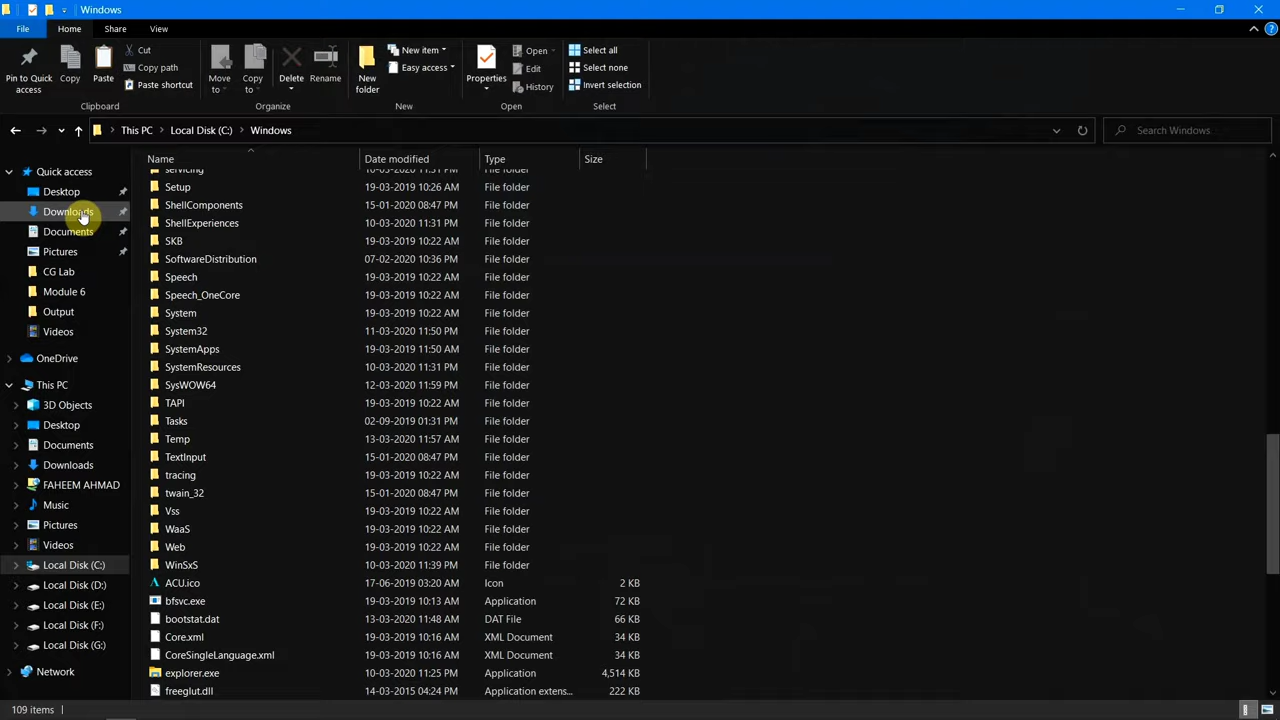 Windows
File Home Share View
Pin to Quick access
Copy
Paste
Cut
Copy path
Paste shortcut
Clipboard
Move to
Copy to
Delete
Rename
Organize
New folder
New item
Easy access
New
Properties
Open
Edit
History
Open
Select all
Select none
Invert selection
Select
This PC > Local Disk (C:) > Windows
Search Windows
Quick access
Desktop
Downloads
Documents
Pictures
CG Lab
Module 6
Output
Videos
OneDrive
This PC
3D Objects
Desktop
Documents
Downloads
FAHEEM AHMAD
Music
Pictures
Videos
Local Disk (C:)
Local Disk (D:)
Local Disk (E:)
Local Disk (F:)
Local Disk (G:)
Network
Name Date modified Type Size
servicing 10-03-2020 11:31 PM File folder
Setup 19-03-2019 10:26 AM File folder
ShellComponents 15-01-2020 08:47 PM File folder
ShellExperiences 10-03-2020 11:31 PM File folder
SKB 19-03-2019 10:22 AM File folder
SoftwareDistribution 07-02-2020 10:36 PM File folder
Speech 19-03-2019 10:22 AM File folder
Speech_OneCore 19-03-2019 10:22 AM File folder
System 19-03-2019 10:22 AM File folder
System32 11-03-2020 11:50 PM File folder
SystemApps 19-03-2019 11:50 AM File folder
SystemResources 10-03-2020 11:31 PM File folder
SysWOW64 12-03-2020 11:59 PM File folder
TAPI 19-03-2019 10:22 AM File folder
Tasks 02-09-2019 01:31 PM File folder
Temp 13-03-2020 11:57 AM File folder
TextInput 15-01-2020 08:47 PM File folder
tracing 19-03-2019 10:22 AM File folder
twain_32 15-01-2020 08:47 PM File folder
Vss 19-03-2019 10:22 AM File folder
WaaS 19-03-2019 10:22 AM File folder
Web 19-03-2019 10:22 AM File folder
WinSxS 10-03-2020 11:39 PM File folder
ACU.ico 17-06-2019 03:20 AM Icon 2 KB
bfsvc.exe 19-03-2019 10:13 AM Application 72 KB
bootstat.dat 13-03-2020 11:48 AM DAT File 66 KB
Core.xml 19-03-2019 10:16 AM XML Document 34 KB
CoreSingleLanguage.xml 19-03-2019 10:16 AM XML Document 34 KB
explorer.exe 10-03-2020 11:25 PM Application 4,514 KB
freeglut.dll 14-03-2015 04:24 PM Application extens... 222 KB
109 items